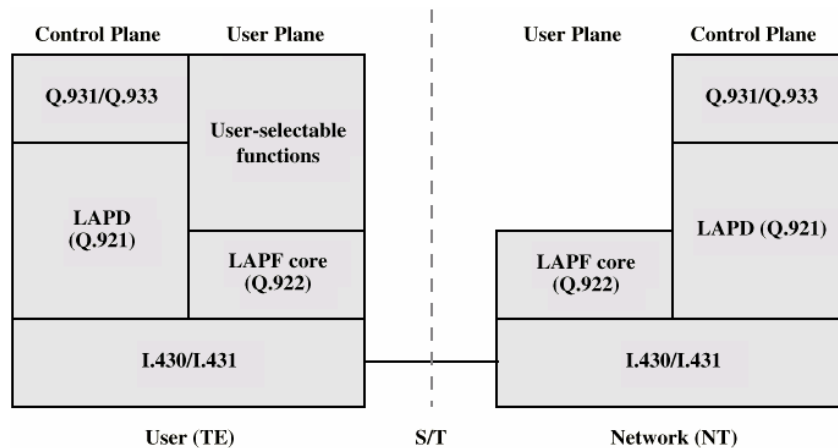 Control Plane User Plane User Plane Control Plane
Q.931/Q.933
User-selectable
functions
LAPD
(Q.921)
LAPF core
(Q.922)
I.430/I.431
Q.931/Q.933
LAPD (Q.921)
LAPF core
(Q.922)
I.430/I.431
User (TE) S/T Network (NT)